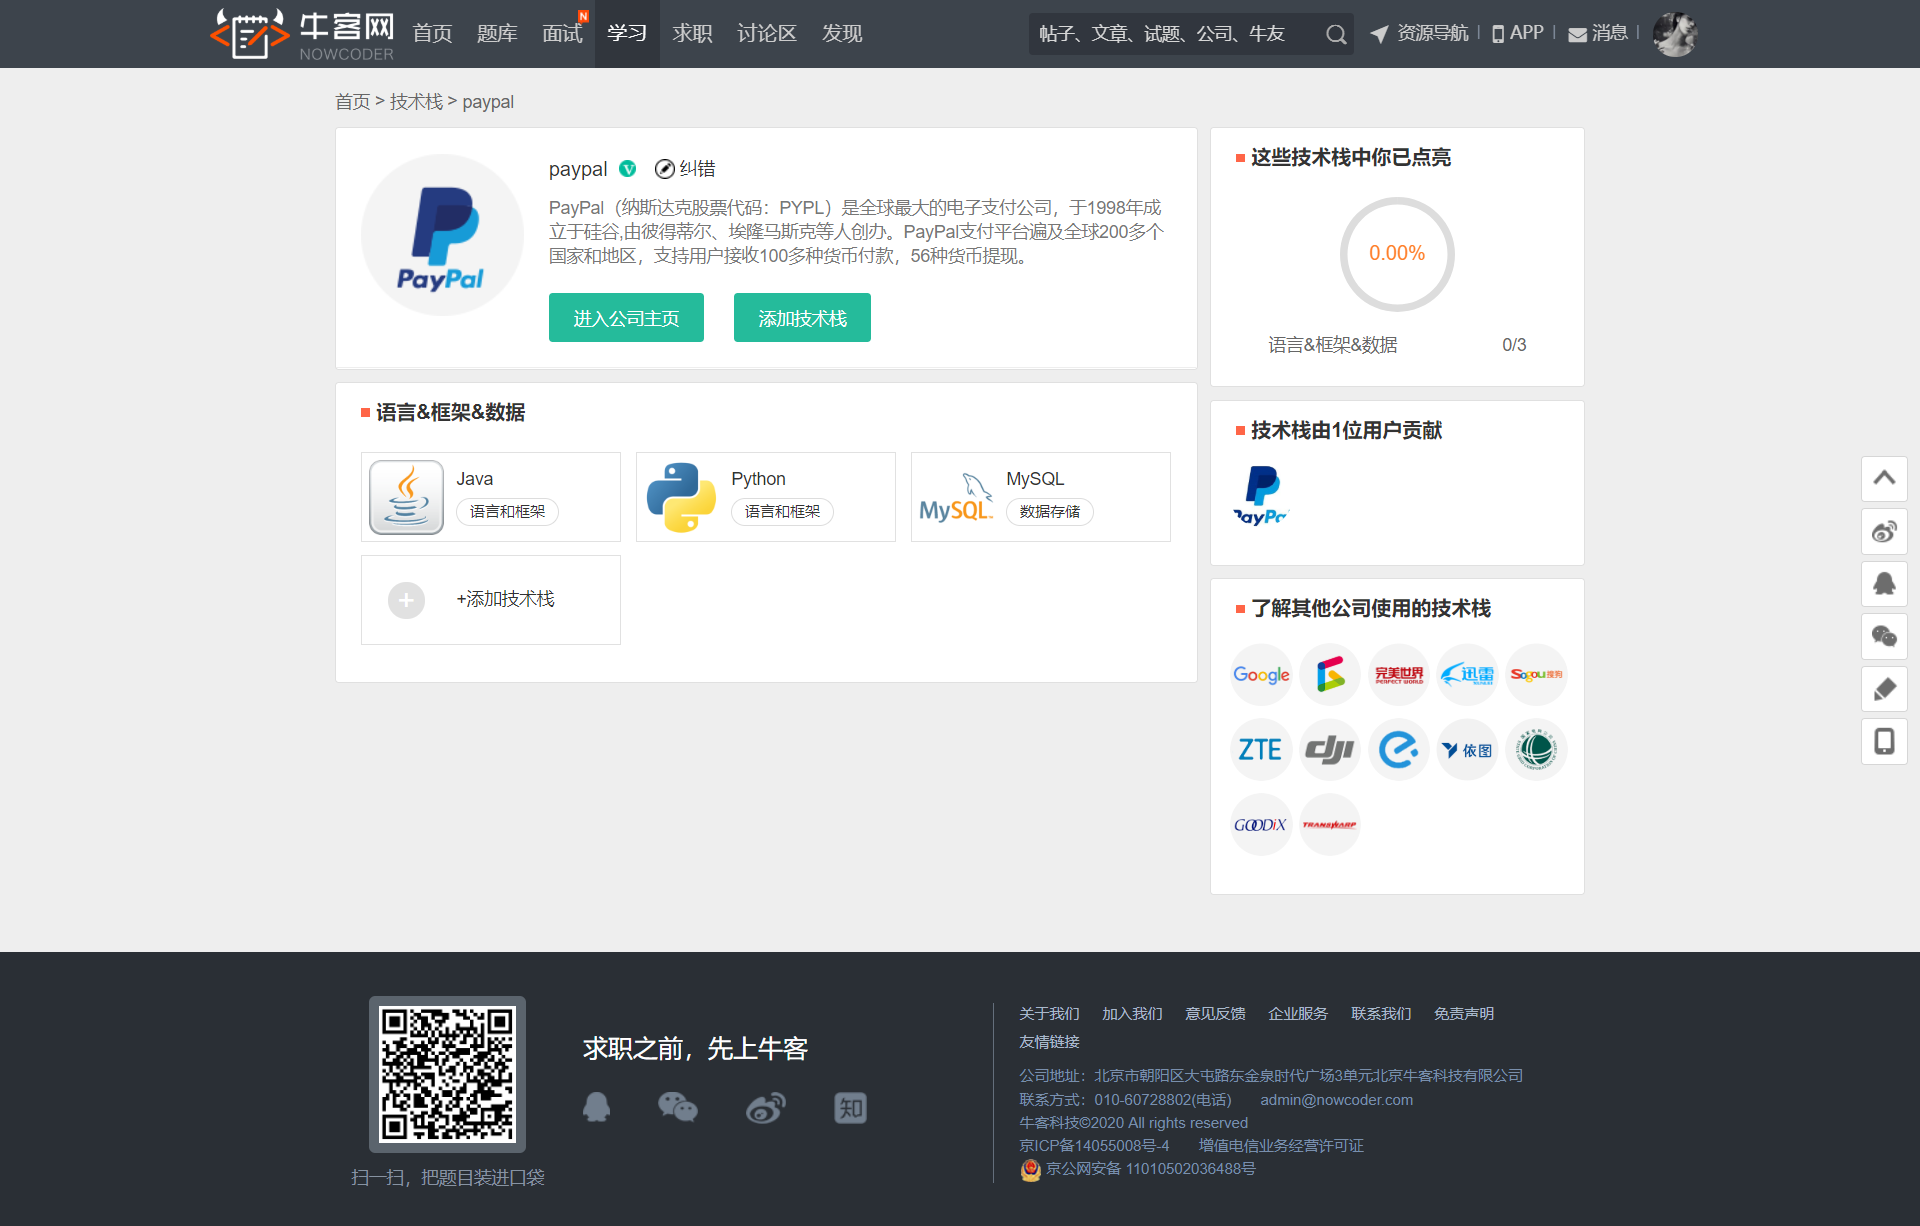 牛客网
NOWCODER
首页 题库 面试 N 学习 求职 讨论区 发现
帖子、文章、试题、公司、牛友
资源导航 APP 消息
首页 > 技术栈 > paypal
PayPal
paypal V 纠错
PayPal（纳斯达克股票代码：PYPL）是全球最大的电子支付公司，于1998年成
立于硅谷,由彼得蒂尔、埃隆马斯克等人创办。PayPal支付平台遍及全球200多个
国家和地区，支持用户接收100多种货币付款，56种货币提现。
进入公司主页 添加技术栈
语言&框架&数据
Java
语言和框架
Python
语言和框架
MySQL
MySQL
数据存储
+添加技术栈
这些技术栈中你已点亮
0.00%
语言&框架&数据 0/3
技术栈由1位用户贡献
PayPal
了解其他公司使用的技术栈
Google
完美世界
PERFECT WORLD
迅雷
Sogou搜狗
ZTE
dji
依图
GOODiX
TRANSWARP
扫一扫，把题目装进口袋
求职之前，先上牛客
知
关于我们 加入我们 意见反馈 企业服务 联系我们 免责声明
友情链接
公司地址：北京市朝阳区大屯路东金泉时代广场3单元北京牛客科技有限公司
联系方式：010-60728802(电话) admin@nowcoder.com
牛客科技©2020 All rights reserved
京ICP备14055008号-4 增值电信业务经营许可证
京公网安备 11010502036488号